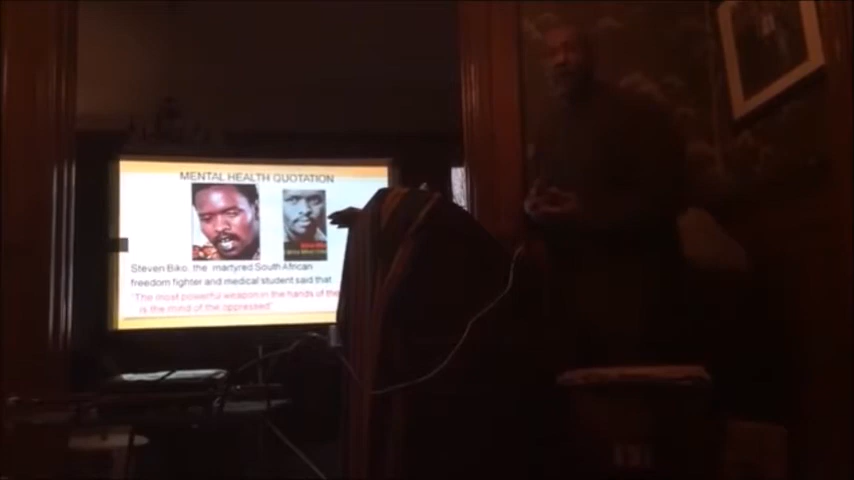 MENTAL HEALTH QUOTATION
Steven Biko, the martyred South African
freedom fighter and medical student said that
"The most powerful weapon in the hands of the
is the mind of the oppressed"